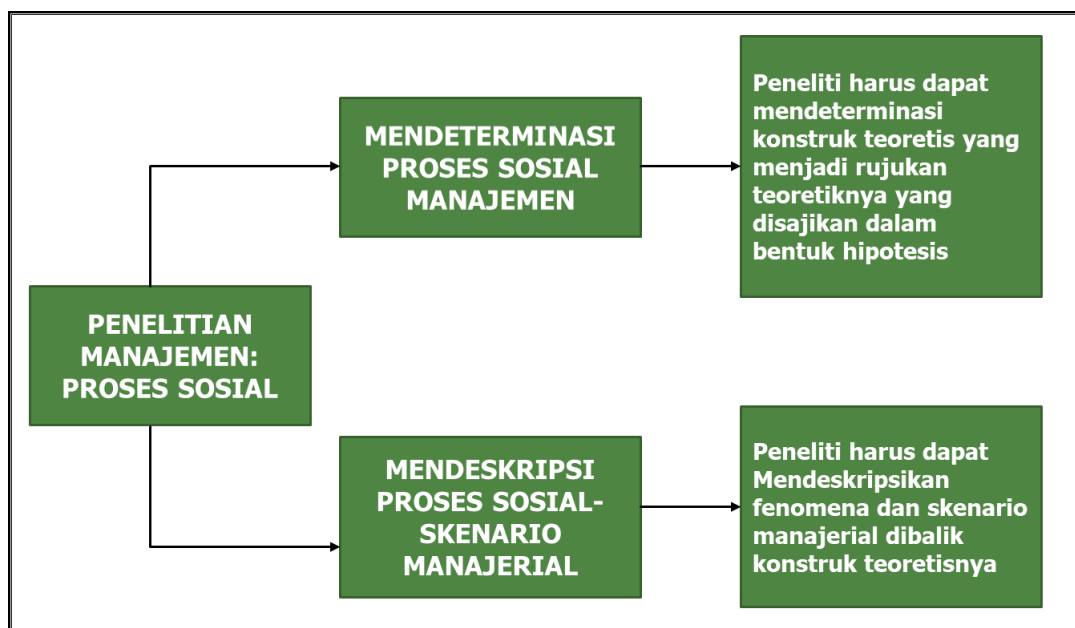 PENELITIAN
MANAJEMEN:
PROSES SOSIAL
MENDETERMINASI
PROSES SOSIAL
MANAJEMEN
Peneliti harus dapat
mendeterminasi
konstruk teoretis yang
menjadi rujukan
teoretiknya yang
disajikan dalam
bentuk hipotesis
MENDESKRIPSI
PROSES SOSIAL-
SKENARIO
MANAJERIAL
Peneliti harus dapat
Mendeskripsikan
fenomena dan skenario
manajerial dibalik
konstruk teoretisnya